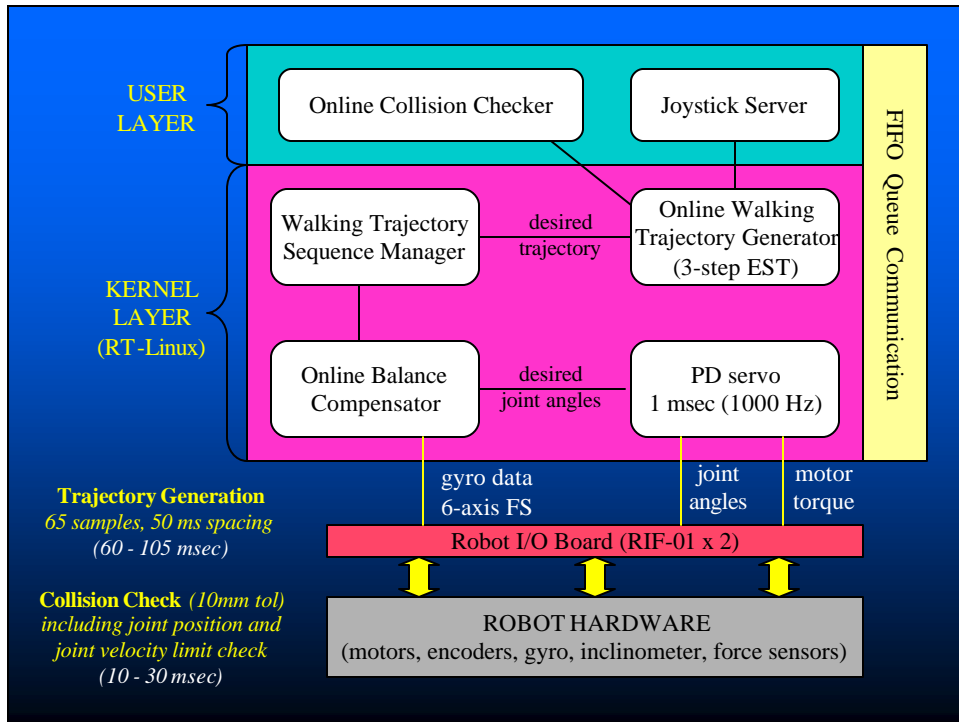 USER
LAYER
Online Collision Checker
Joystick Server
FIFO Queue Communication
KERNEL
LAYER
(RT-Linux)
Walking Trajectory
Sequence Manager
desired
trajectory
Online Walking
Trajectory Generator
(3-step EST)
Online Balance
Compensator
desired
joint angles
PD servo
1 msec (1000 Hz)
gyro data
6-axis FS
joint
angles
motor
torque
Trajectory Generation
65 samples, 50 ms spacing
(60 - 105 msec)
Robot I/O Board (RIF-01 x 2)
Collision Check (10mm tol)
including joint position and
joint velocity limit check
(10 - 30 msec)
ROBOT HARDWARE
(motors, encoders, gyro, inclinometer, force sensors)